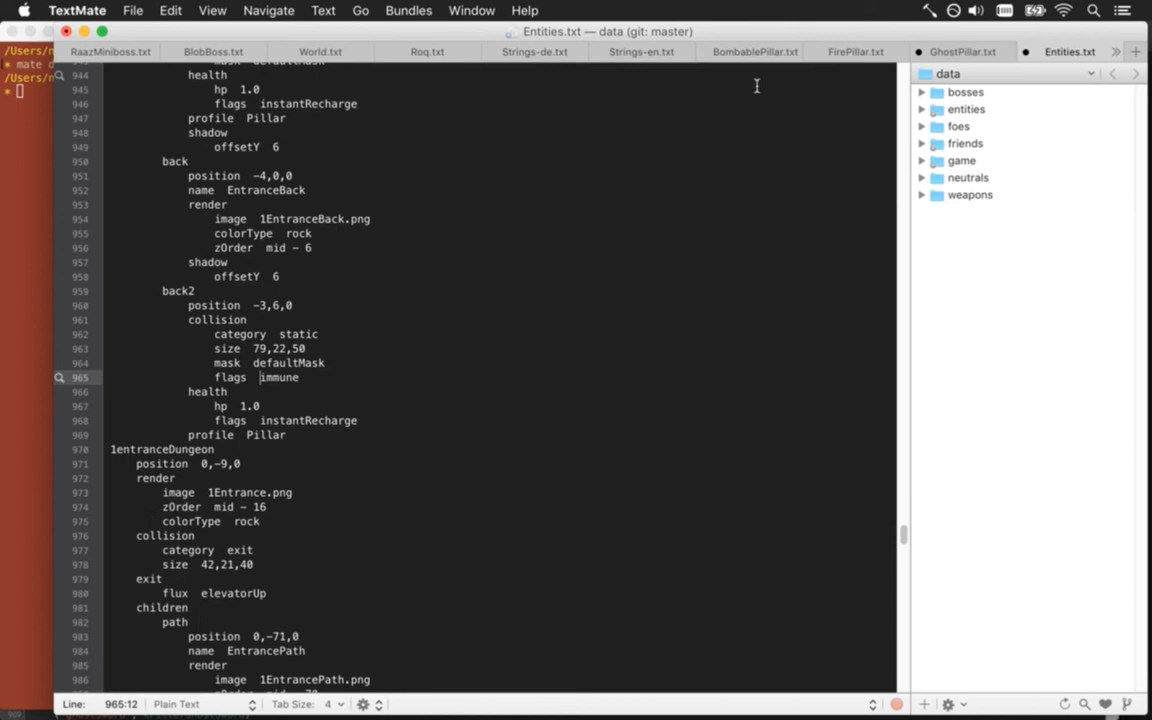 TextMate File Edit View Navigate Text Go Bundles Window Help
Entities.txt — data (git: master)
RaazMiniboss.txt BlobBoss.txt World.txt Roq.txt Strings-de.txt Strings-en.txt BombablePillar.txt FirePillar.txt GhostPillar.txt Entities.txt
/Users/n
* mate d
/Users/n
*
data
bosses
entities
foes
friends
game
neutrals
weapons
944 health
945 hp 1.0
946 flags instantRecharge
947 profile Pillar
948 shadow
949 offsetY 6
950 back
951 position -4,0,0
952 name EntranceBack
953 render
954 image 1EntranceBack.png
955 colorType rock
956 zOrder mid - 6
957 shadow
958 offsetY 6
959 back2
960 position -3,6,0
961 collision
962 category static
963 size 79,22,50
964 mask defaultMask
965 flags immune
966 health
967 hp 1.0
968 flags instantRecharge
969 profile Pillar
970 1entranceDungeon
971 position 0,-9,0
972 render
973 image 1Entrance.png
974 zOrder mid - 16
975 colorType rock
976 collision
977 category exit
978 size 42,21,40
979 exit
980 flux elevatorUp
981 children
982 path
983 position 0,-71,0
984 name EntrancePath
985 render
986 image 1EntrancePath.png
Line: 965:12 Plain Text Tab Size: 4